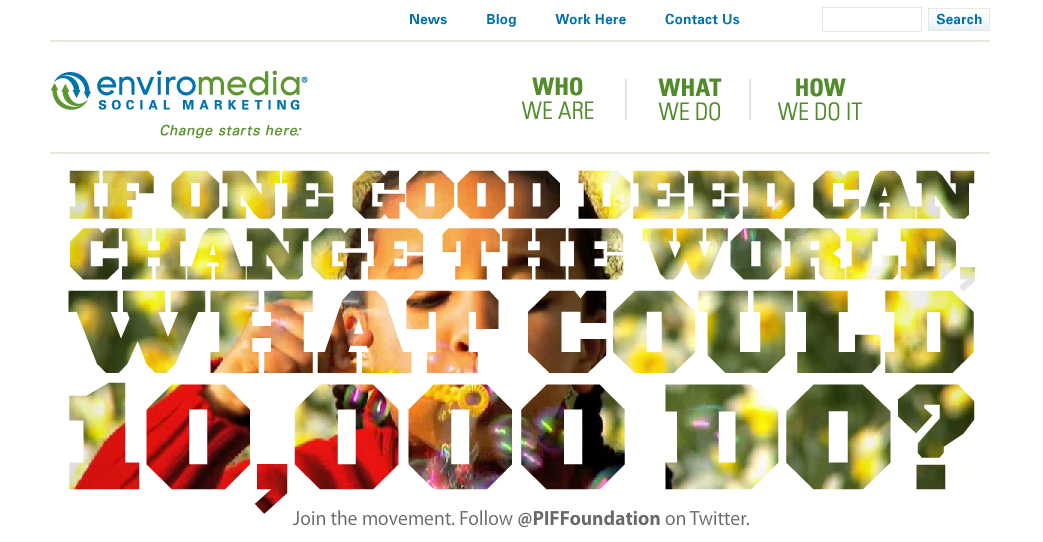 News Blog Work Here Contact Us Search
enviromedia®
SOCIAL MARKETING
Change starts here:
WHO WHAT HOW
WE ARE WE DO WE DO IT
IF ONE GOOD DEED CAN
CHANGE THE WORLD,
WHAT COULD
10,000 DO?
Join the movement. Follow @PIFFoundation on Twitter.